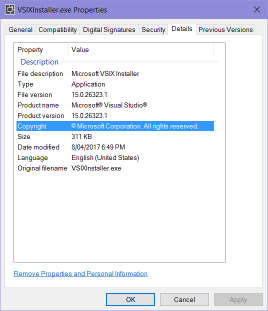 VSIXInstaller.exe Properties
General Compatibility Digital Signatures Security Details Previous Versions
Property Value
Description
File description Microsoft VSIX Installer
Type Application
File version 15.0.26323.1
Product name Microsoft® Visual Studio®
Product version 15.0.26323.1
Copyright © Microsoft Corporation. All rights reserved.
Size 311 KB
Date modified 8/04/2017 6:49 PM
Language English (United States)
Original filename VSIXInstaller.exe
Remove Properties and Personal Information
OK Cancel Apply